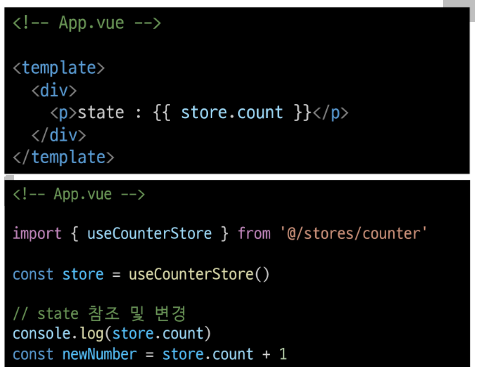 <!-- App.vue -->
<template>
<div>
<p>state : {{ store.count }}</p>
</div>
</template>
<!-- App.vue -->
import { useCounterStore } from '@/stores/counter'
const store = useCounterStore()
// state 참조 및 변경
console.log(store.count)
const newNumber = store.count + 1